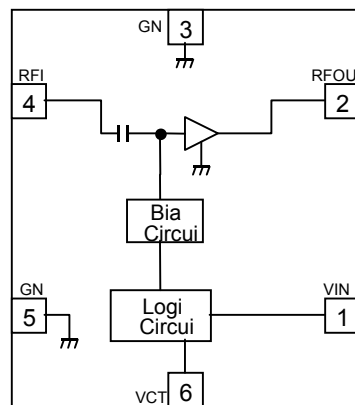 GN
3
RFI
4
RFOU
2
Bia
Circui
GN
5
Logi
Circui
VIN
1
VCT
6